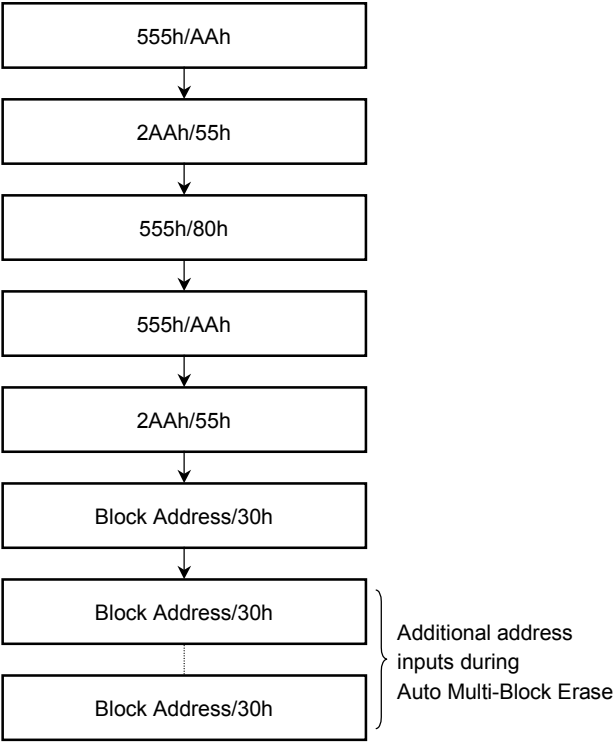 555h/AAh
2AAh/55h
555h/80h
555h/AAh
2AAh/55h
Block Address/30h
Block Address/30h
Additional address
inputs during
Auto Multi-Block Erase
Block Address/30h